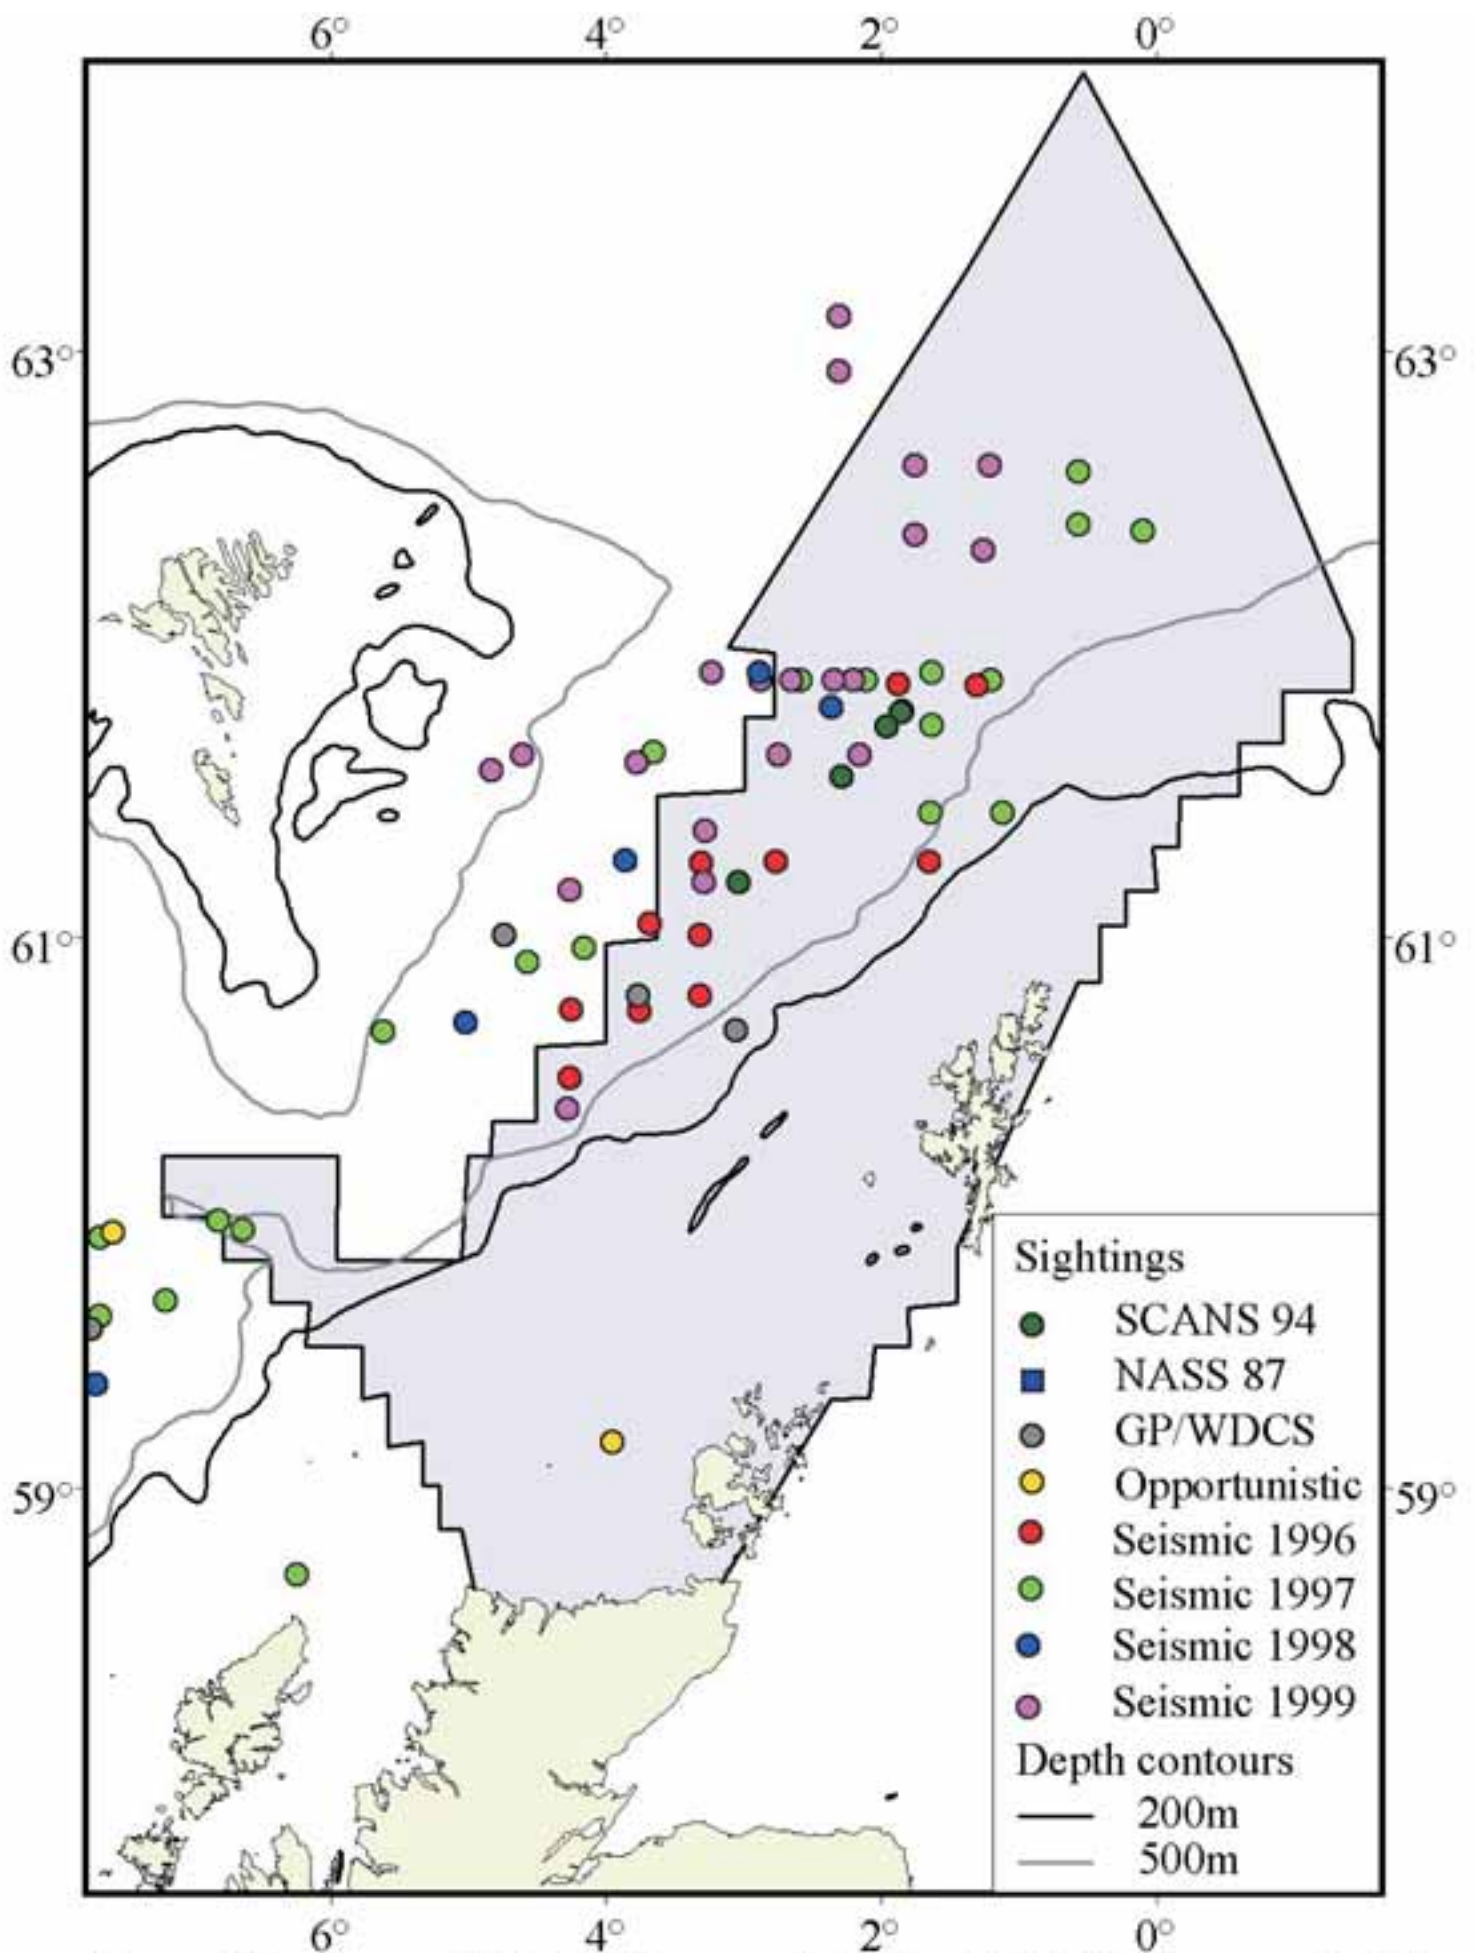 6° 4° 2° 0°
63° 63°
61° 61°
59° 59°
Sightings
SCANS 94
NASS 87
GP/WDCS
Opportunistic
Seismic 1996
Seismic 1997
Seismic 1998
Seismic 1999
Depth contours
200m
500m
6° 4° 2° 0°